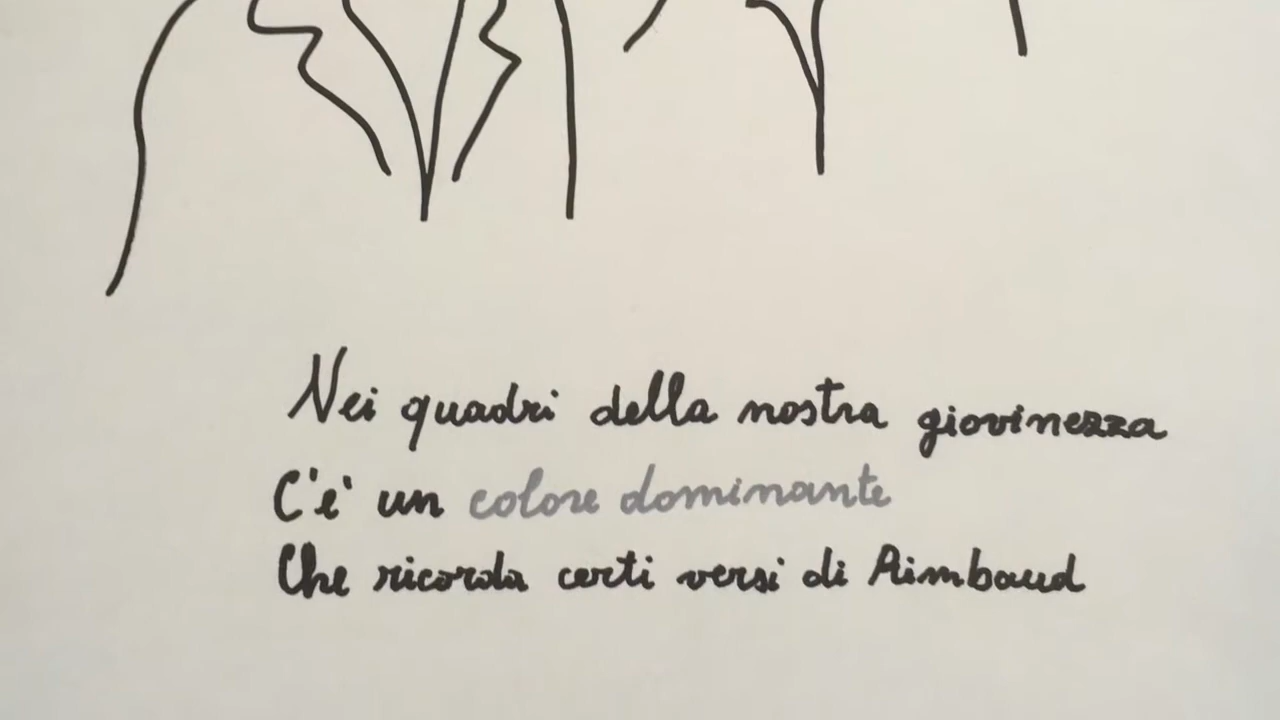 Nei quadri della nostra giovinezza
C'è un colore dominante
Che ricorda certi versi di Rimbaud